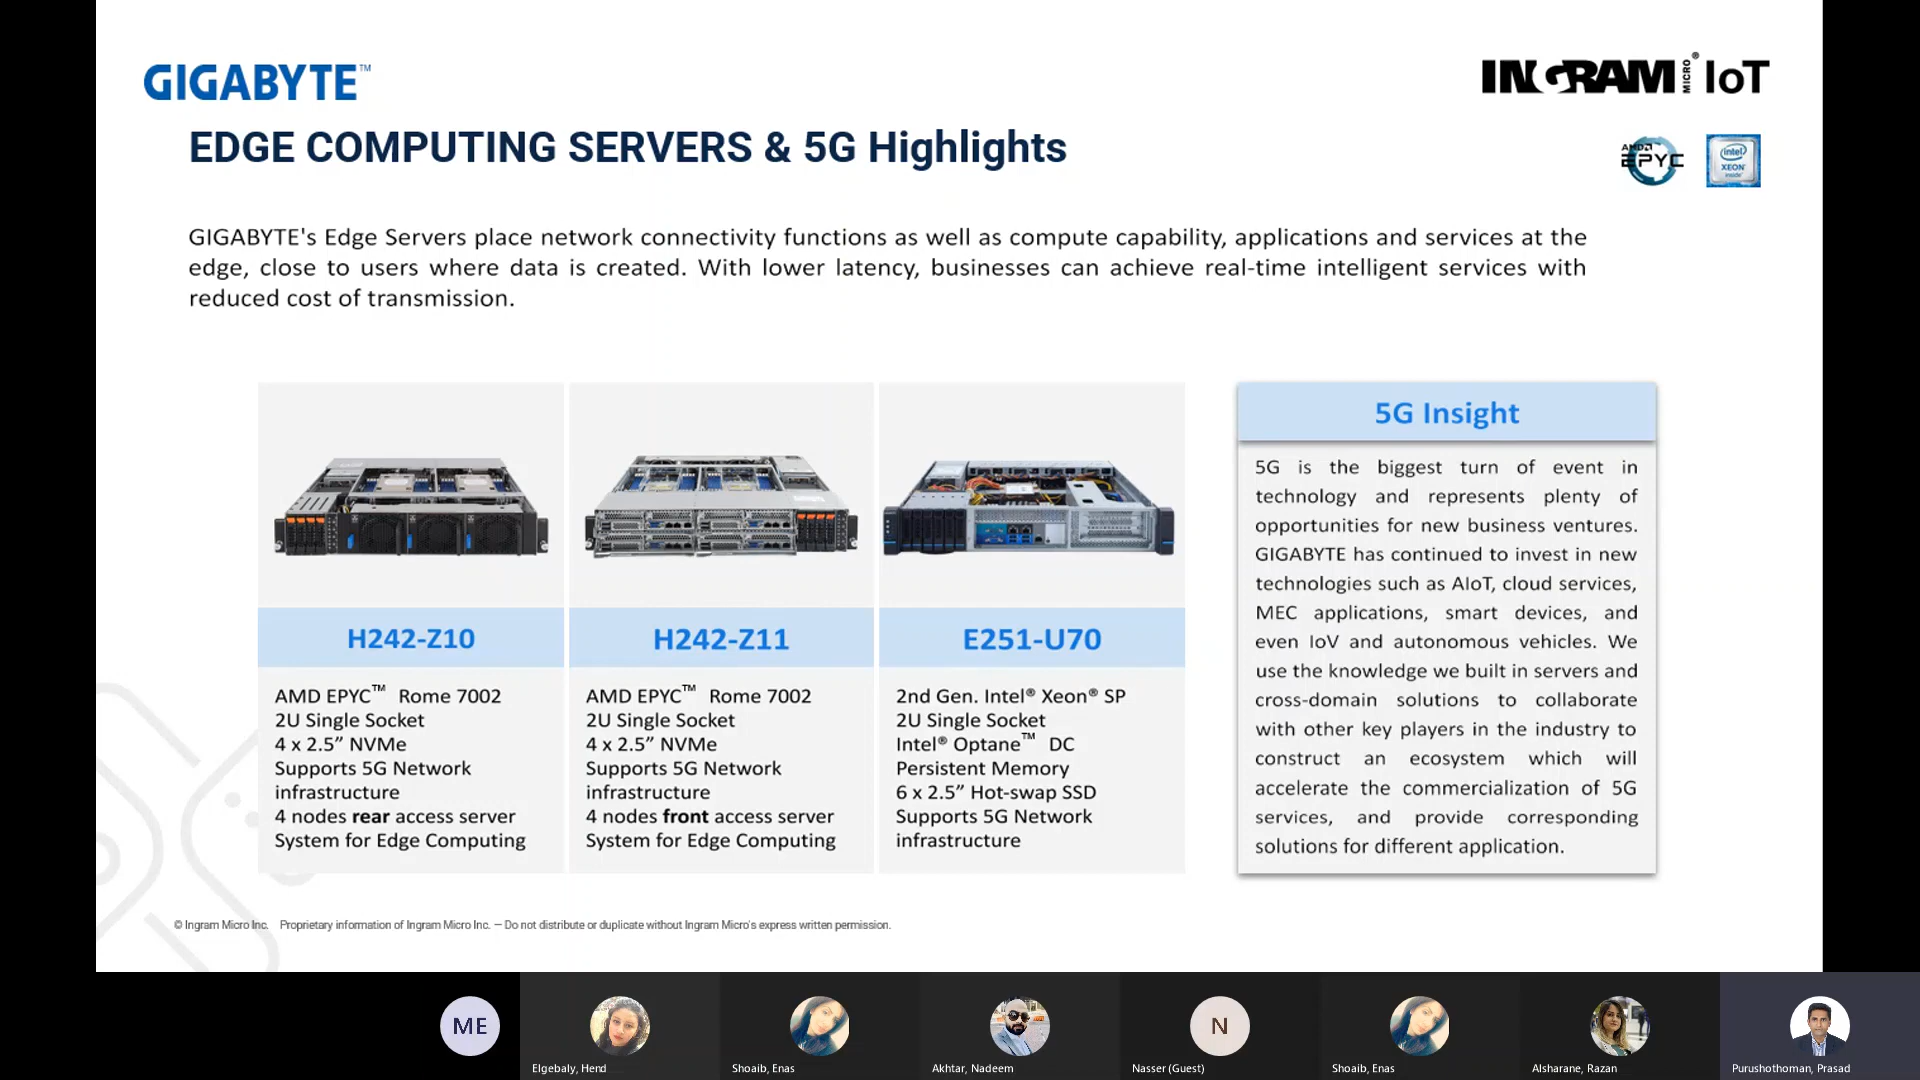 GIGABYTE™
INGRAM MICRO® IoT
EDGE COMPUTING SERVERS & 5G Highlights
AMD EPYC
intel XEON inside
GIGABYTE's Edge Servers place network connectivity functions as well as compute capability, applications and services at the
edge, close to users where data is created. With lower latency, businesses can achieve real-time intelligent services with
reduced cost of transmission.
H242-Z10
AMD EPYC™ Rome 7002
2U Single Socket
4 x 2.5” NVMe
Supports 5G Network
infrastructure
4 nodes rear access server
System for Edge Computing
H242-Z11
AMD EPYC™ Rome 7002
2U Single Socket
4 x 2.5” NVMe
Supports 5G Network
infrastructure
4 nodes front access server
System for Edge Computing
E251-U70
2nd Gen. Intel® Xeon® SP
2U Single Socket
Intel® Optane™ DC
Persistent Memory
6 x 2.5” Hot-swap SSD
Supports 5G Network
infrastructure
5G Insight
5G is the biggest turn of event in
technology and represents plenty of
opportunities for new business ventures.
GIGABYTE has continued to invest in new
technologies such as AIoT, cloud services,
MEC applications, smart devices, and
even IoV and autonomous vehicles. We
use the knowledge we built in servers and
cross-domain solutions to collaborate
with other key players in the industry to
construct an ecosystem which will
accelerate the commercialization of 5G
services, and provide corresponding
solutions for different application.
© Ingram Micro Inc. Proprietary information of Ingram Micro Inc. — Do not distribute or duplicate without Ingram Micro's express written permission.
ME
Elgebaly, Hend
Shoaib, Enas
Akhtar, Nadeem
N
Nasser (Guest)
Shoaib, Enas
Alsharane, Razan
Purushothoman, Prasad